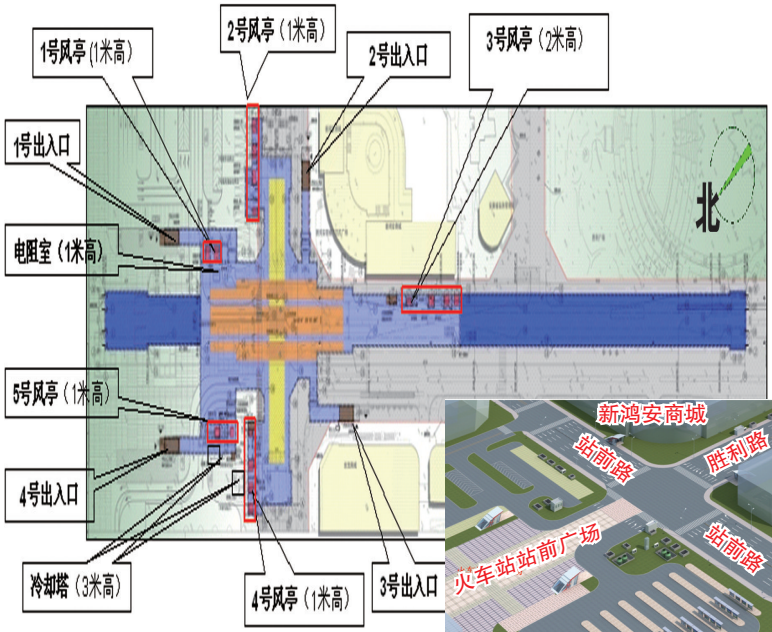 2号风亭（1米高）
1号风亭(1米高）
2号出入口
3号风亭（2米高）
1号出入口
北
电阻室（1米高）
5号风亭（1米高）
4号出入口
冷却塔（3米高）
4号风亭（1米高）
3号出入口
新鸿安商城
站前路
胜利路
火车站站前广场
站前路